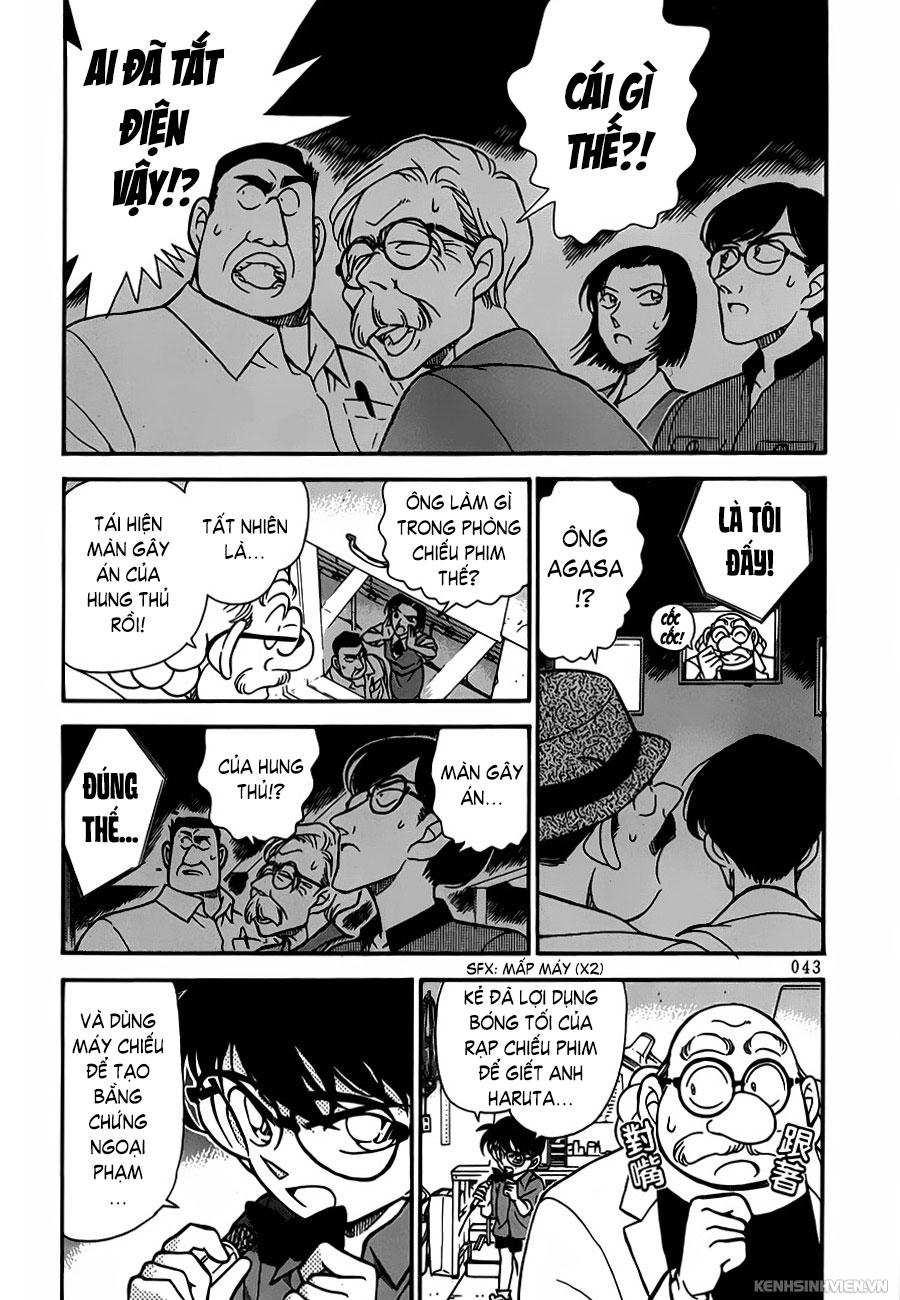 CÁI GÌ
THẾ?!
AI ĐÃ TẮT
ĐIỆN
VẬY!?
LÀ TÔI
ĐẤY!
CỐC
CỐC!
ÔNG
AGASA
!?
ÔNG LÀM GÌ
TRONG PHÒNG
CHIẾU PHIM
THẾ?
TẤT NHIÊN
LÀ...
TÁI HIỆN
MÀN GÂY
ÁN CỦA
HUNG THỦ
RỒI!
MÀN GÂY
ÁN...
CỦA HUNG
THỦ!?
ĐÚNG
THẾ...
SFX: MẤP MÁY (X2)
043
KẺ ĐÃ LỢI DỤNG
BÓNG TỐI CỦA
RẠP CHIẾU PHIM
ĐỂ GIẾT ANH
HARUTA...
跟著
對嘴
VÀ DÙNG
MÁY CHIẾU
ĐỂ TẠO
BẰNG
CHỨNG
NGOẠI
PHẠM
...
KENHSINHVIEN.VN